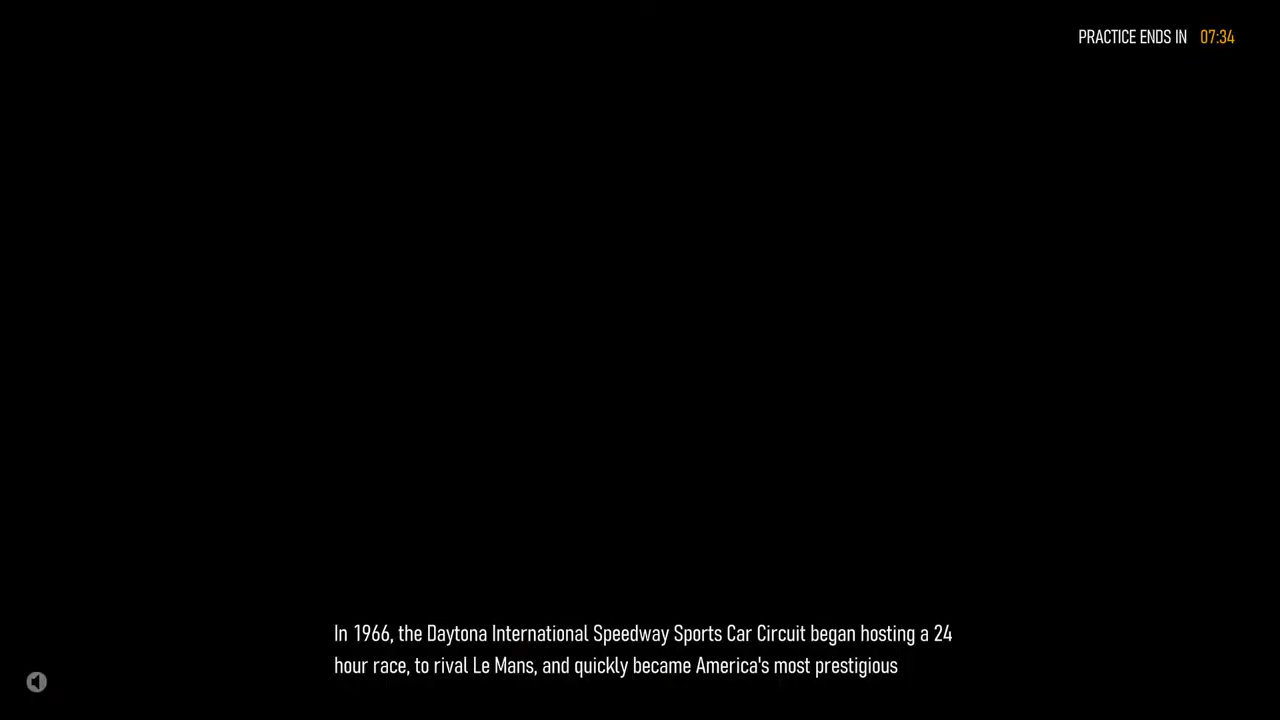 PRACTICE ENDS IN 07:34
In 1966, the Daytona International Speedway Sports Car Circuit began hosting a 24
hour race, to rival Le Mans, and quickly became America's most prestigious